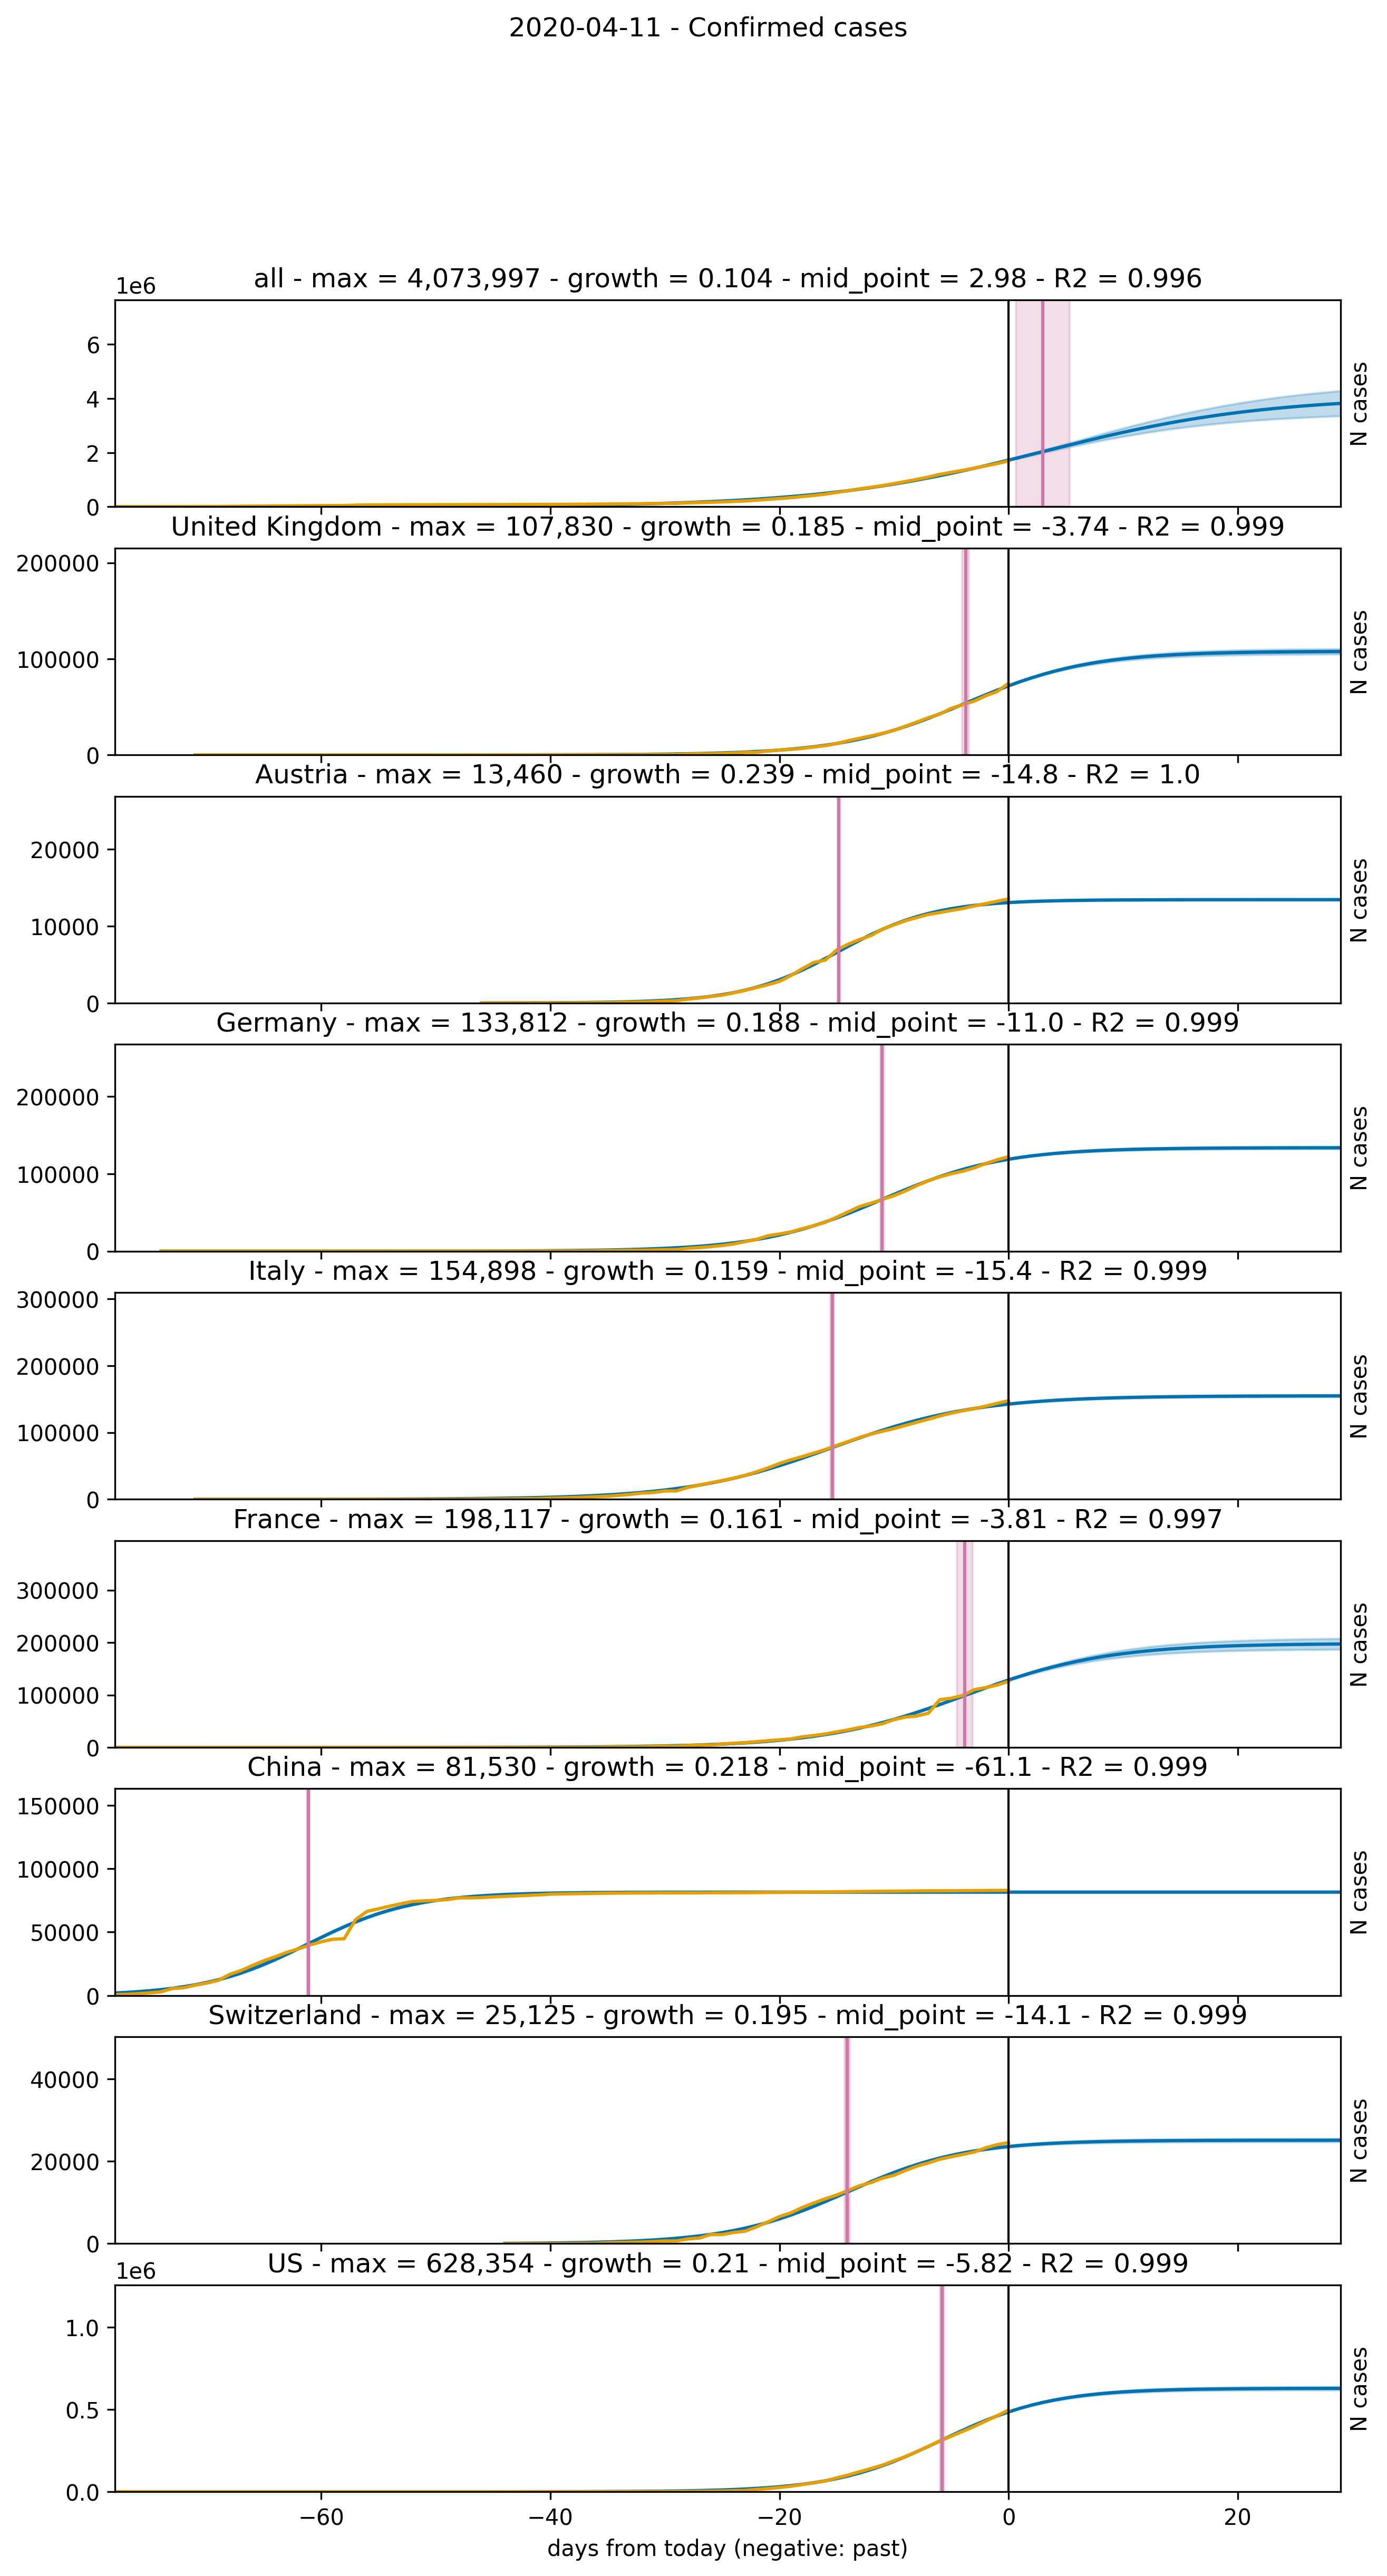 2020-04-11 - Confirmed cases
all - max = 4,073,997 - growth = 0.104 - mid_point = 2.98 - R2 = 0.996
1e6
6
4
2
0
N cases
United Kingdom - max = 107,830 - growth = 0.185 - mid_point = -3.74 - R2 = 0.999
200000
100000
0
N cases
Austria - max = 13,460 - growth = 0.239 - mid_point = -14.8 - R2 = 1.0
20000
10000
0
N cases
Germany - max = 133,812 - growth = 0.188 - mid_point = -11.0 - R2 = 0.999
200000
100000
0
N cases
Italy - max = 154,898 - growth = 0.159 - mid_point = -15.4 - R2 = 0.999
300000
200000
100000
0
N cases
France - max = 198,117 - growth = 0.161 - mid_point = -3.81 - R2 = 0.997
300000
200000
100000
0
N cases
China - max = 81,530 - growth = 0.218 - mid_point = -61.1 - R2 = 0.999
150000
100000
50000
0
N cases
Switzerland - max = 25,125 - growth = 0.195 - mid_point = -14.1 - R2 = 0.999
40000
20000
0
N cases
US - max = 628,354 - growth = 0.21 - mid_point = -5.82 - R2 = 0.999
1e6
1.0
0.5
0.0
N cases
−60 −40 −20 0 20
days from today (negative: past)